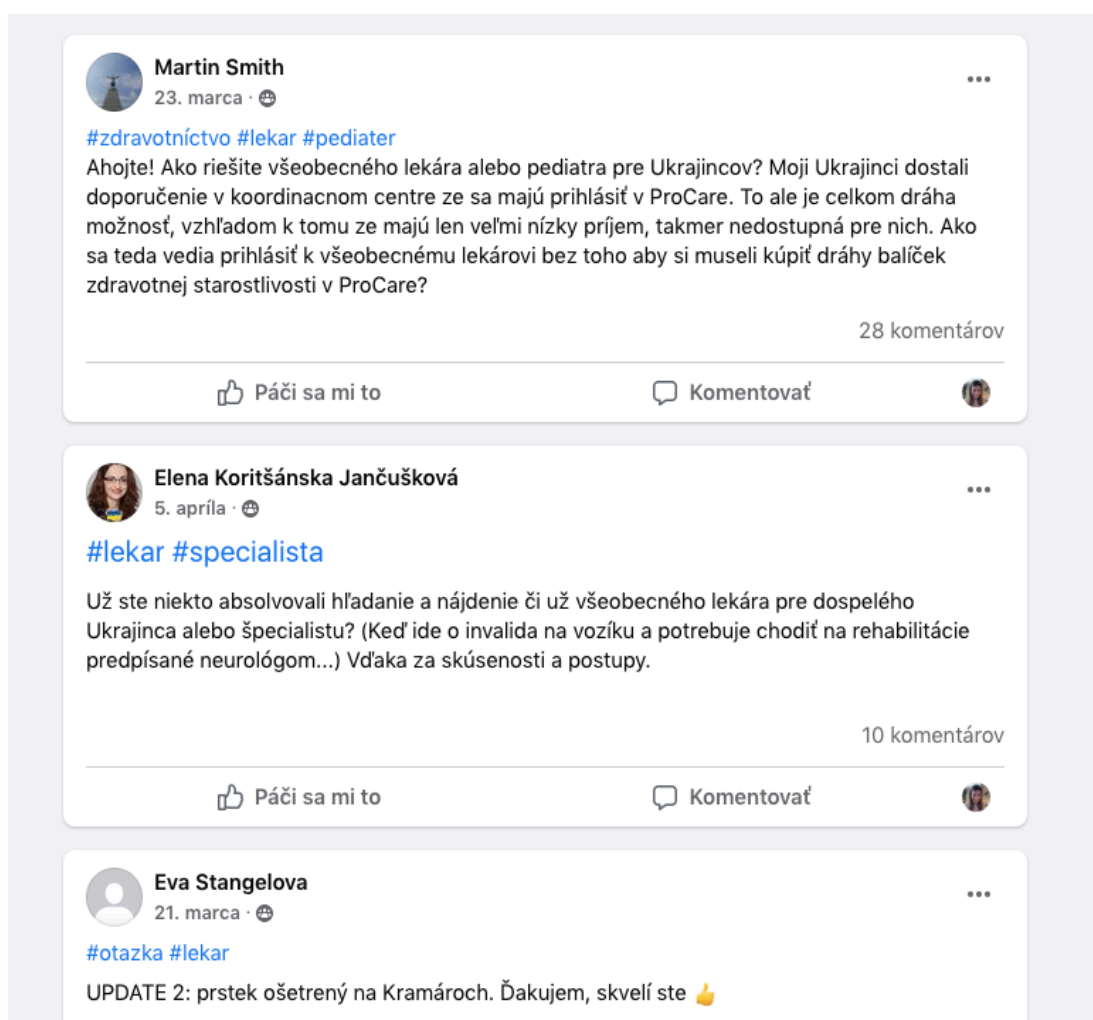 Martin Smith
23. marca ·
#zdravotníctvo #lekar #pediater
Ahojte! Ako riešite všeobecného lekára alebo pediatra pre Ukrajincov? Moji Ukrajinci dostali
doporučenie v koordinacnom centre ze sa majú prihlásiť v ProCare. To ale je celkom dráha
možnosť, vzhľadom k tomu ze majú len veľmi nízky príjem, takmer nedostupná pre nich. Ako
sa teda vedia prihlásiť k všeobecnému lekárovi bez toho aby si museli kúpiť dráhy balíček
zdravotnej starostlivosti v ProCare?
28 komentárov
Páči sa mi to
Komentovať
Elena Koritšánska Jančušková
5. apríla ·
#lekar #specialista
Už ste niekto absolvovali hľadanie a nájdenie či už všeobecného lekára pre dospelého
Ukrajinca alebo špecialistu? (Keď ide o invalida na vozíku a potrebuje chodiť na rehabilitácie
predpísané neurológom...) Vďaka za skúsenosti a postupy.
10 komentárov
Páči sa mi to
Komentovať
Eva Stangelova
21. marca ·
#otazka #lekar
UPDATE 2: prstek ošetrený na Kramároch. Ďakujem, skvelí ste 👍